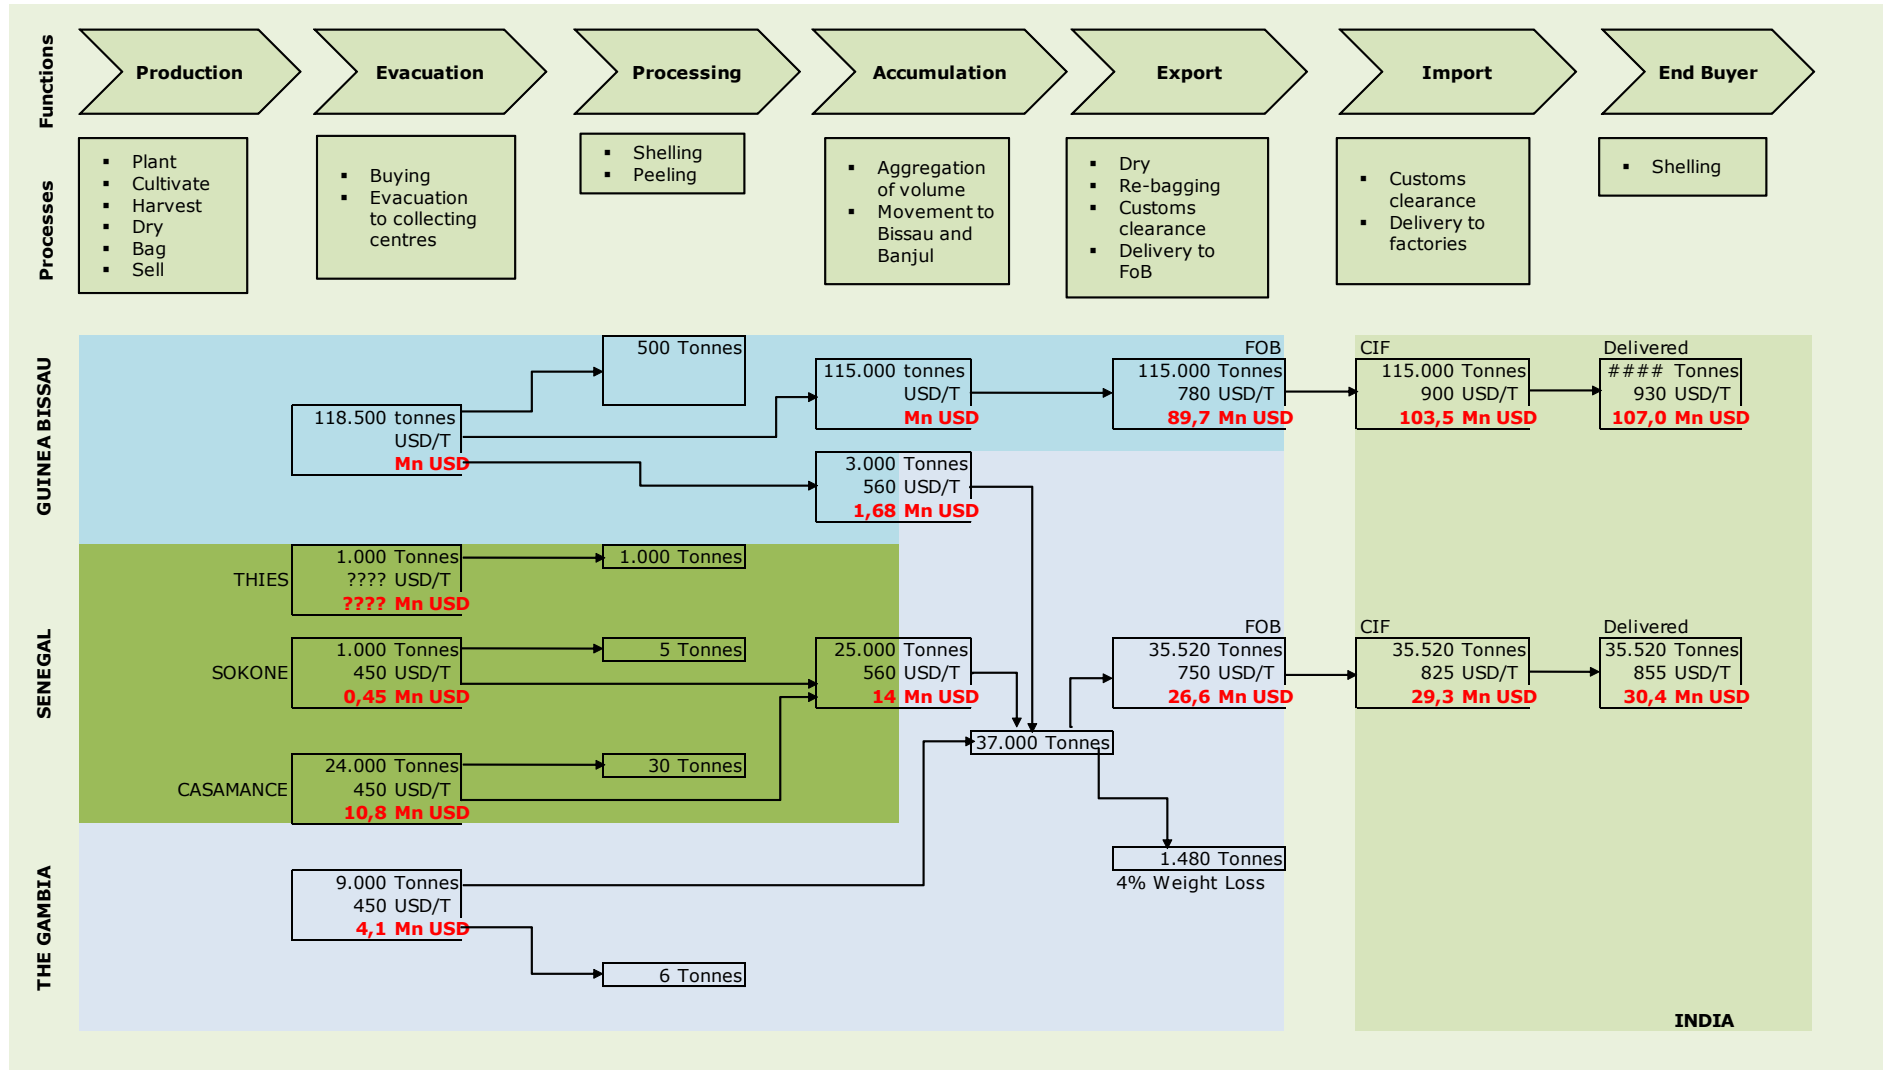 Functions
Production
Evacuation
Processing
Accumulation
Export
Import
End Buyer
Processes
▪ Plant
▪ Cultivate
▪ Harvest
▪ Dry
▪ Bag
▪ Sell
▪ Buying
▪ Evacuation
to collecting
centres
▪ Shelling
▪ Peeling
▪ Aggregation
of volume
▪ Movement to
Bissau and
Banjul
▪ Dry
▪ Re-bagging
▪ Customs
clearance
▪ Delivery to
FoB
▪ Customs
clearance
▪ Delivery to
factories
▪ Shelling
GUINEA BISSAU
118.500 tonnes
USD/T
Mn USD
500 Tonnes
115.000 tonnes
USD/T
Mn USD
FOB
115.000 Tonnes
780 USD/T
89,7 Mn USD
CIF
115.000 Tonnes
900 USD/T
103,5 Mn USD
Delivered
#### Tonnes
930 USD/T
107,0 Mn USD
3.000 Tonnes
560 USD/T
1,68 Mn USD
SENEGAL
THIES
1.000 Tonnes
???? USD/T
???? Mn USD
1.000 Tonnes
SOKONE
1.000 Tonnes
450 USD/T
0,45 Mn USD
5 Tonnes
25.000 Tonnes
560 USD/T
14 Mn USD
FOB
35.520 Tonnes
750 USD/T
26,6 Mn USD
CIF
35.520 Tonnes
825 USD/T
29,3 Mn USD
Delivered
35.520 Tonnes
855 USD/T
30,4 Mn USD
37.000 Tonnes
CASAMANCE
24.000 Tonnes
450 USD/T
10,8 Mn USD
30 Tonnes
1.480 Tonnes
4% Weight Loss
THE GAMBIA
9.000 Tonnes
450 USD/T
4,1 Mn USD
6 Tonnes
INDIA